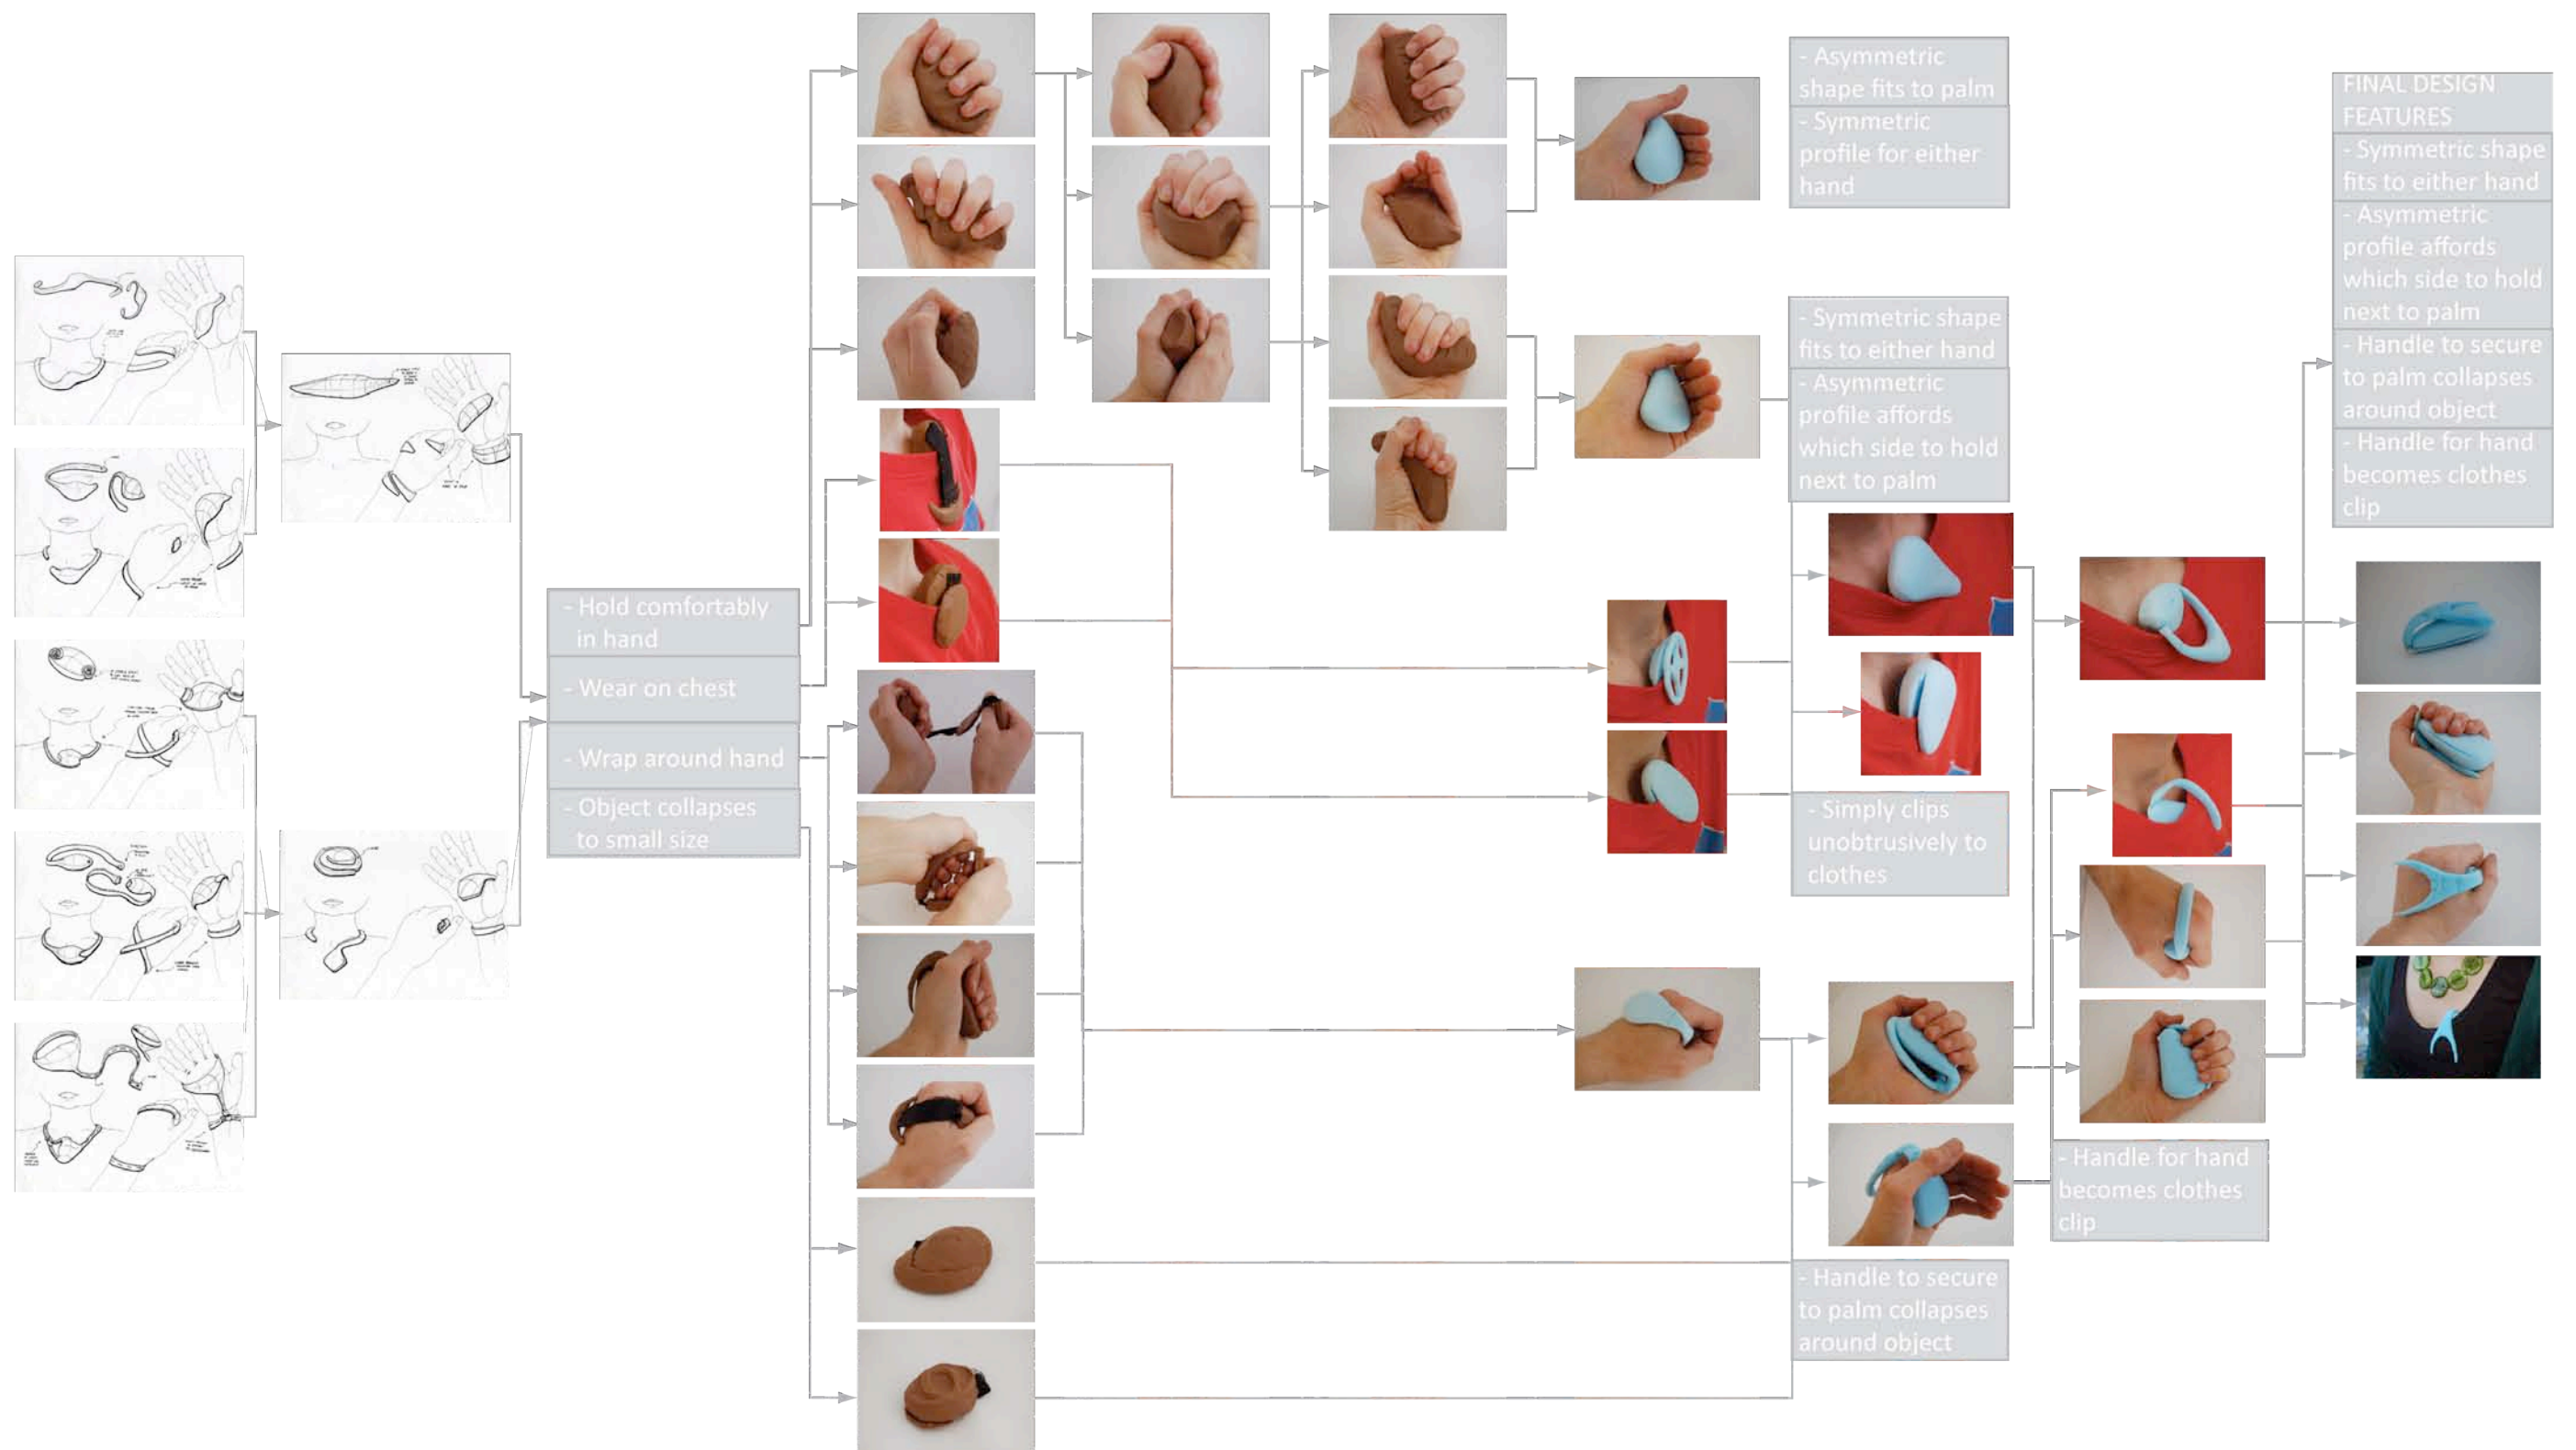 - Hold comfortably
in hand
- Wear on chest
- Wrap around hand
- Object collapses
to small size
- Asymmetric
shape fits to palm
- Symmetric
profile for either
hand
- Symmetric shape
fits to either hand
- Asymmetric
profile affords
which side to hold
next to palm
- Simply clips
unobtrusively to
clothes
- Handle to secure
to palm collapses
around object
- Handle for hand
becomes clothes
clip
FINAL DESIGN
FEATURES
- Symmetric shape
fits to either hand
- Asymmetric
profile affords
which side to hold
next to palm
- Handle to secure
to palm collapses
around object
- Handle for hand
becomes clothes
clip